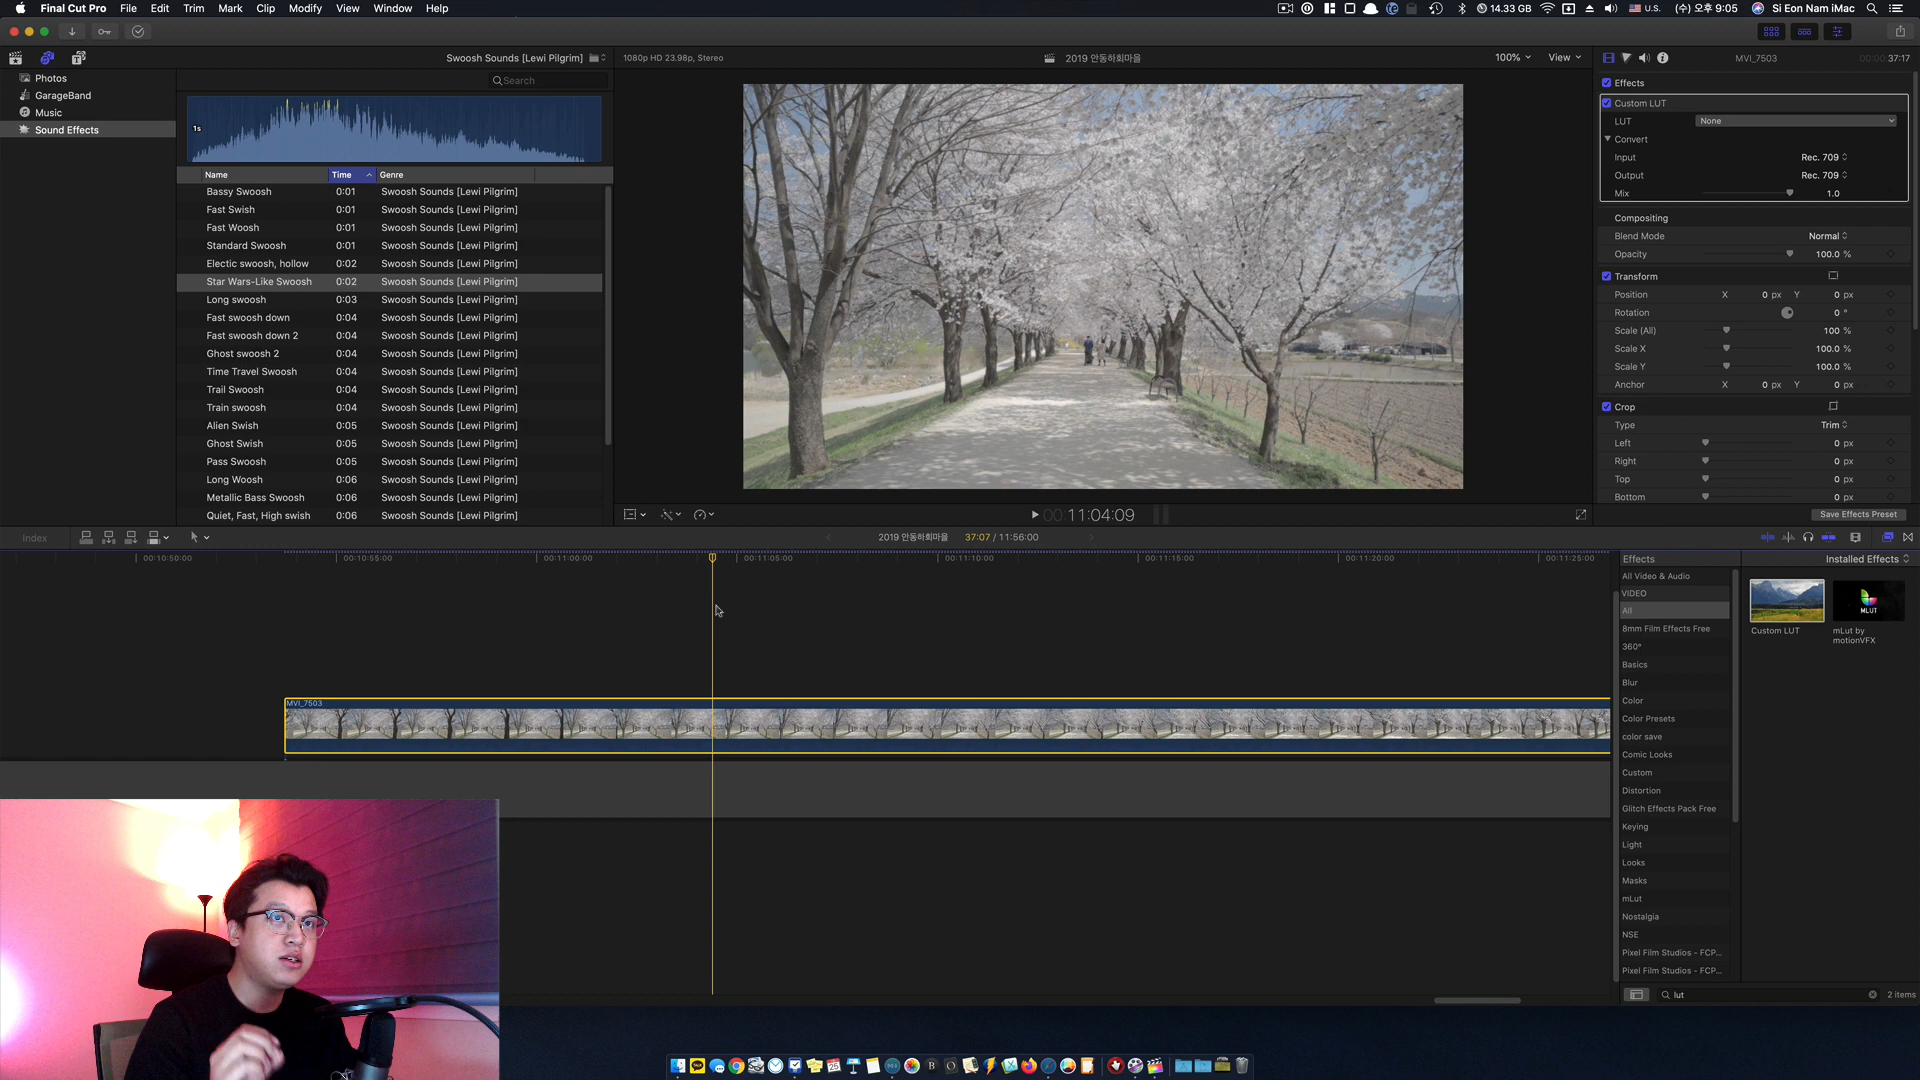 Final Cut Pro File Edit Trim Mark Clip Modify View Window Help
14.33 GB U.S. (수) 오후 9:05 Si Eon Nam iMac
Swoosh Sounds [Lewi Pilgrim]
1080p HD 23.98p, Stereo
2019 안동하회마을
100% View
MVI_7503
00:00:37:17
Photos
GarageBand
Music
Sound Effects
Search
1s
Name Time Genre
Bassy Swoosh 0:01 Swoosh Sounds [Lewi Pilgrim]
Fast Swish 0:01 Swoosh Sounds [Lewi Pilgrim]
Fast Woosh 0:01 Swoosh Sounds [Lewi Pilgrim]
Standard Swoosh 0:01 Swoosh Sounds [Lewi Pilgrim]
Electic swoosh, hollow 0:02 Swoosh Sounds [Lewi Pilgrim]
Star Wars-Like Swoosh 0:02 Swoosh Sounds [Lewi Pilgrim]
Long swoosh 0:03 Swoosh Sounds [Lewi Pilgrim]
Fast swoosh down 0:04 Swoosh Sounds [Lewi Pilgrim]
Fast swoosh down 2 0:04 Swoosh Sounds [Lewi Pilgrim]
Ghost swoosh 2 0:04 Swoosh Sounds [Lewi Pilgrim]
Time Travel Swoosh 0:04 Swoosh Sounds [Lewi Pilgrim]
Trail Swoosh 0:04 Swoosh Sounds [Lewi Pilgrim]
Train swoosh 0:04 Swoosh Sounds [Lewi Pilgrim]
Alien Swish 0:05 Swoosh Sounds [Lewi Pilgrim]
Ghost Swish 0:05 Swoosh Sounds [Lewi Pilgrim]
Pass Swoosh 0:05 Swoosh Sounds [Lewi Pilgrim]
Long Woosh 0:06 Swoosh Sounds [Lewi Pilgrim]
Metallic Bass Swoosh 0:06 Swoosh Sounds [Lewi Pilgrim]
Quiet, Fast, High swish 0:06 Swoosh Sounds [Lewi Pilgrim]
Effects
Custom LUT
LUT None
Convert
Input Rec. 709
Output Rec. 709
Mix 1.0
Compositing
Blend Mode Normal
Opacity 100.0 %
Transform
Position X 0 px Y 0 px
Rotation 0 °
Scale (All) 100 %
Scale X 100.0 %
Scale Y 100.0 %
Anchor X 0 px Y 0 px
Crop
Type Trim
Left 0 px
Right 0 px
Top 0 px
Bottom 0 px
Save Effects Preset
00:11:04:09
Index
2019 안동하회마을 37:07 / 11:56:00
00:10:50:00 00:10:55:00 00:11:00:00 00:11:05:00 00:11:10:00 00:11:15:00 00:11:20:00 00:11:25:00
MVI_7503
Effects Installed Effects
All Video & Audio
VIDEO
All
8mm Film Effects Free
360°
Basics
Blur
Color
Color Presets
color save
Comic Looks
Custom
Distortion
Glitch Effects Pack Free
Keying
Light
Looks
Masks
mLut
Nostalgia
NSE
Pixel Film Studios - FCP...
Pixel Film Studios - FCP...
MLUT
Custom LUT
mLut by
motionVFX
lut
2 items